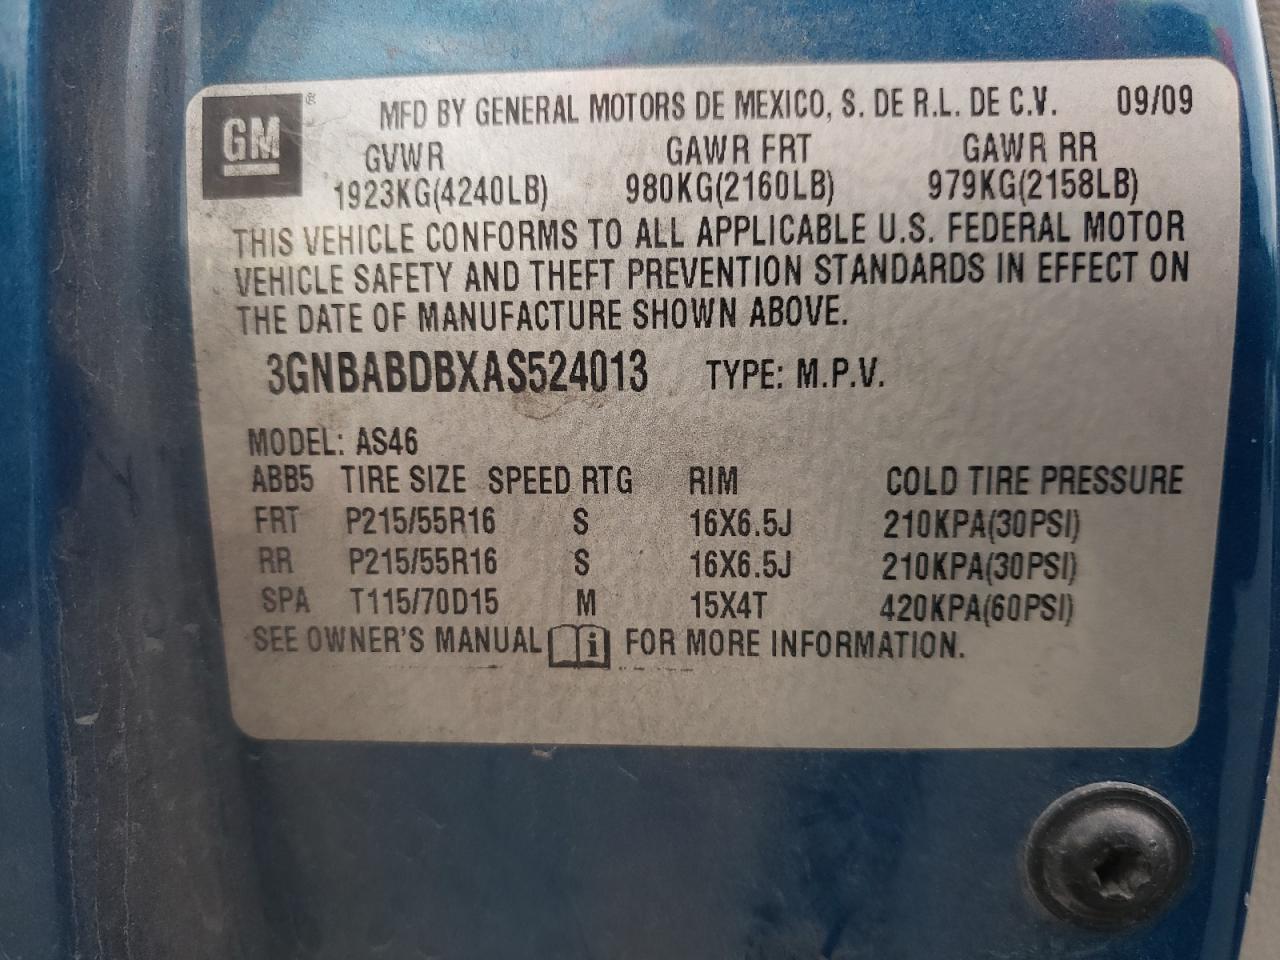 GM ® MFD BY GENERAL MOTORS DE MEXICO, S. DE R.L. DE C.V. 09/09
GVWR GAWR FRT GAWR RR
1923KG(4240LB) 980KG(2160LB) 979KG(2158LB)
THIS VEHICLE CONFORMS TO ALL APPLICABLE U.S. FEDERAL MOTOR
VEHICLE SAFETY AND THEFT PREVENTION STANDARDS IN EFFECT ON
THE DATE OF MANUFACTURE SHOWN ABOVE.
3GNBABDBXAS524013 TYPE: M.P.V.
MODEL: AS46
ABB5 TIRE SIZE SPEED RTG RIM COLD TIRE PRESSURE
FRT P215/55R16 S 16X6.5J 210KPA(30PSI)
RR P215/55R16 S 16X6.5J 210KPA(30PSI)
SPA T115/70D15 M 15X4T 420KPA(60PSI)
SEE OWNER'S MANUAL i FOR MORE INFORMATION.